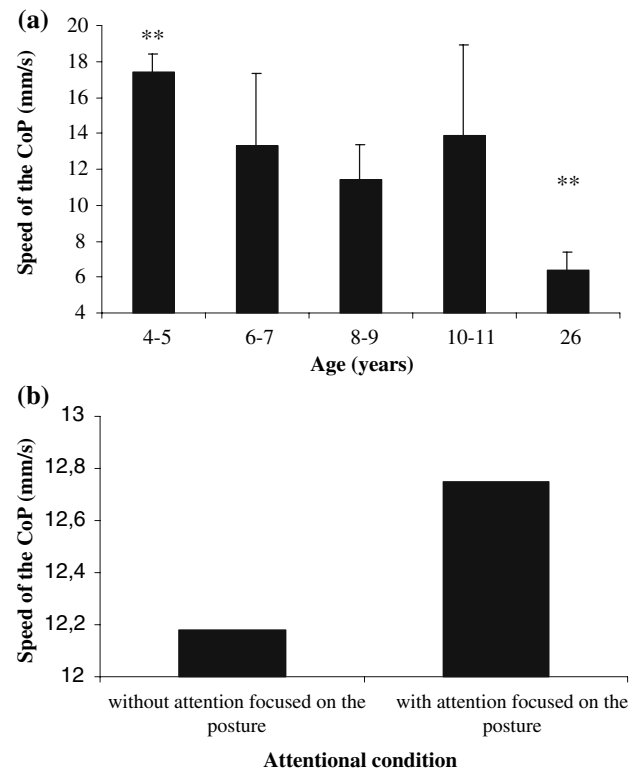 (a)
Speed of the CoP (mm/s)
20
18
16
14
12
10
8
6
4
**
**
4-5 6-7 8-9 10-11 26
Age (years)
(b)
Speed of the CoP (mm/s)
13
12,8
12,6
12,4
12,2
12
without attention focused on the
posture
with attention focused on the
posture
Attentional condition